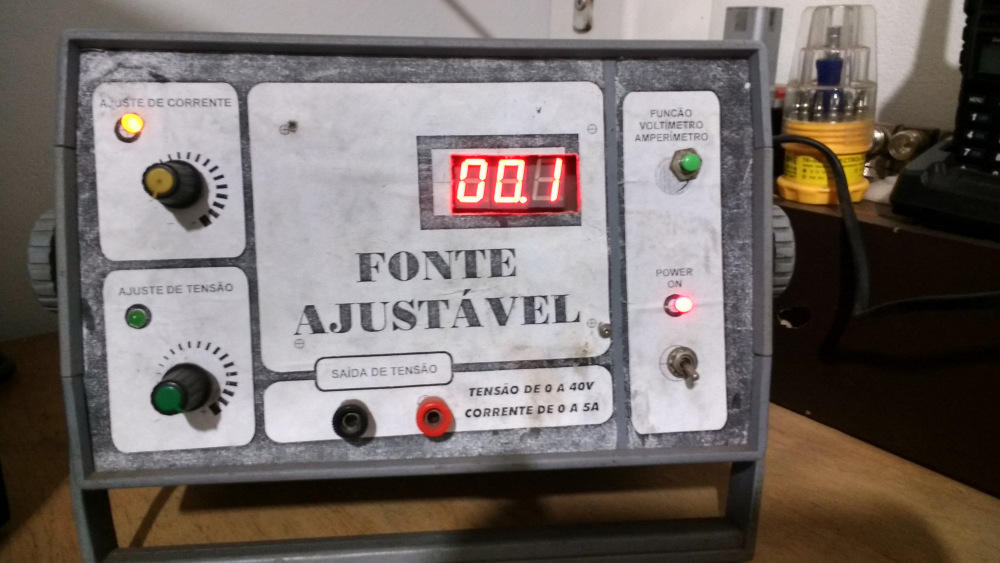 AJUSTE DE CORRENTE
00.1
FUNCÃO
VOLTÍMETRO
AMPERÍMETRO
FONTE
AJUSTÁVEL
AJUSTE DE TENSÃO
POWER
ON
SAÍDA DE TENSÃO
TENSÃO DE 0 A 40V
CORRENTE DE 0 A 5A